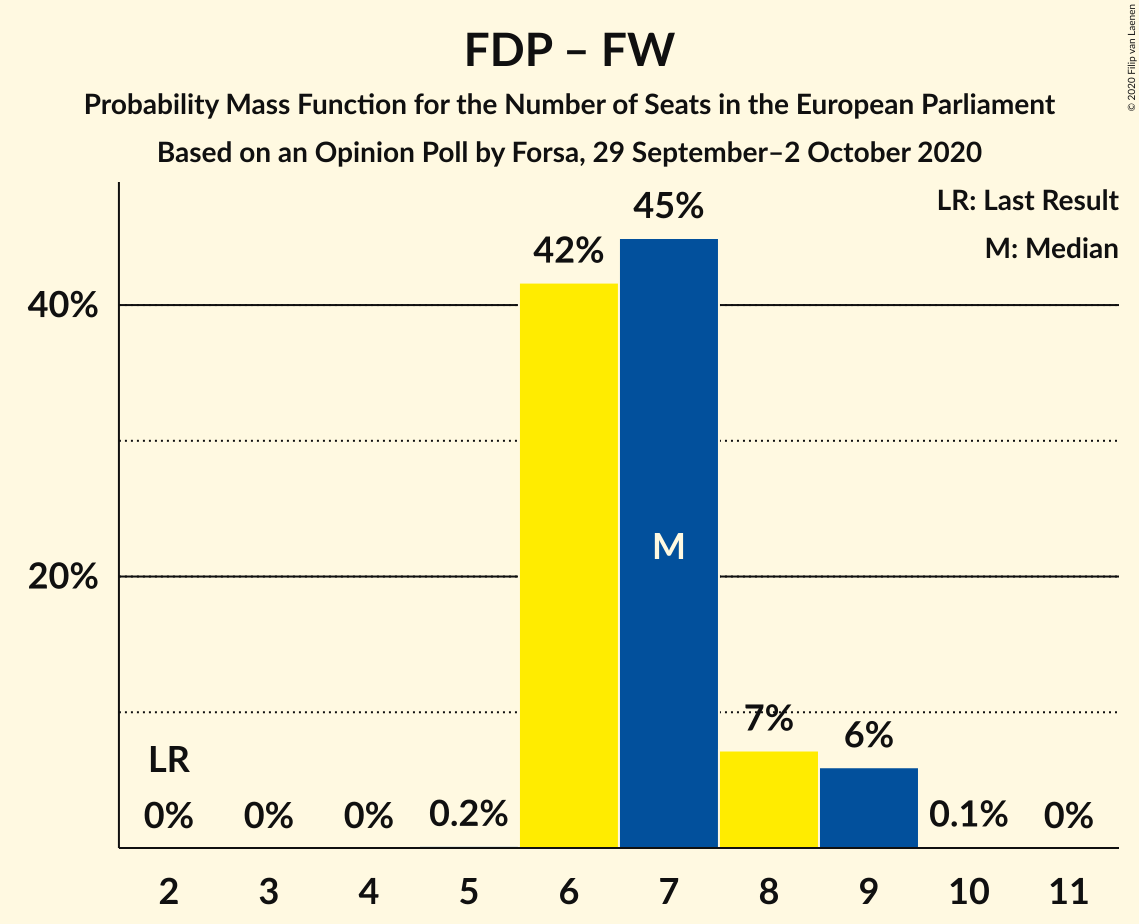 FDP – FW
Probability Mass Function for the Number of Seats in the European Parliament
Based on an Opinion Poll by Forsa, 29 September–2 October 2020
© 2020 Filip van Laenen
LR: Last Result
M: Median
45%
42%
40%
M
20%
7%
6%
LR
0% 0% 0% 0.2% 0.1% 0%
2 3 4 5 6 7 8 9 10 11